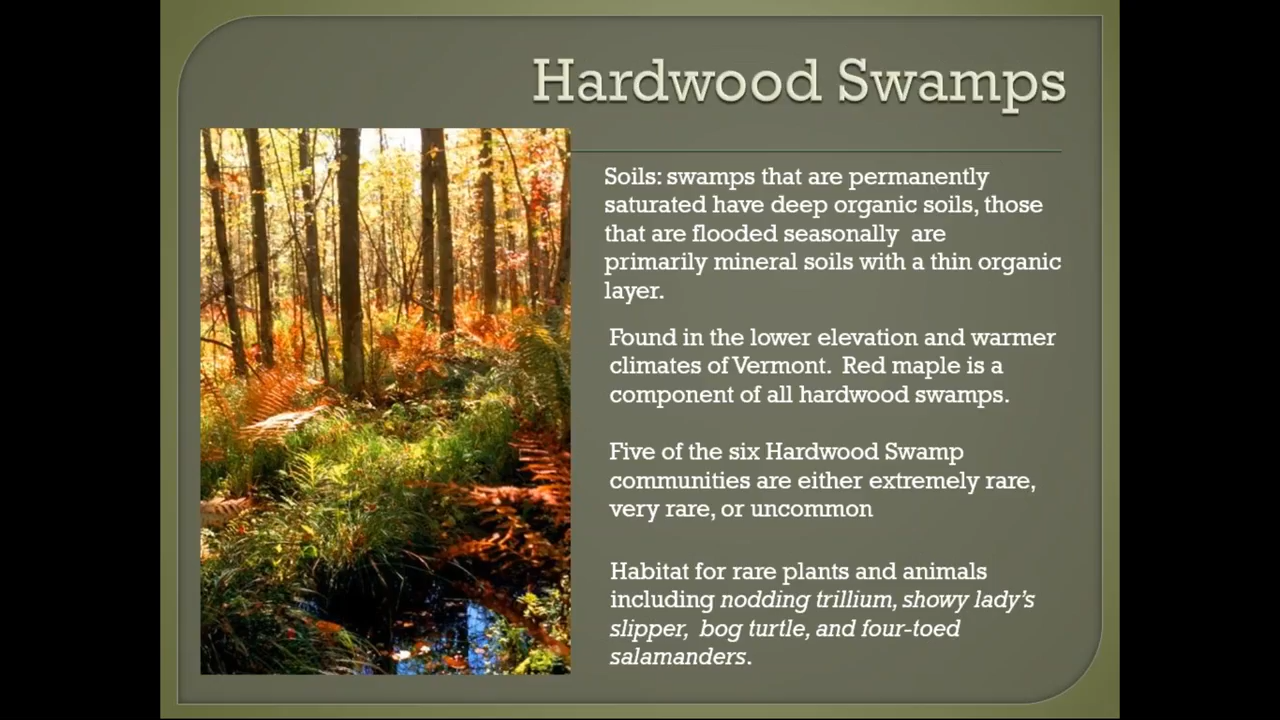 Hardwood Swamps
Soils: swamps that are permanently
saturated have deep organic soils, those
that are flooded seasonally  are
primarily mineral soils with a thin organic
layer.
Found in the lower elevation and warmer
climates of Vermont.  Red maple is a
component of all hardwood swamps.
Five of the six Hardwood Swamp
communities are either extremely rare,
very rare, or uncommon
Habitat for rare plants and animals
including nodding trillium, showy lady's
slipper,  bog turtle, and four-toed
salamanders.